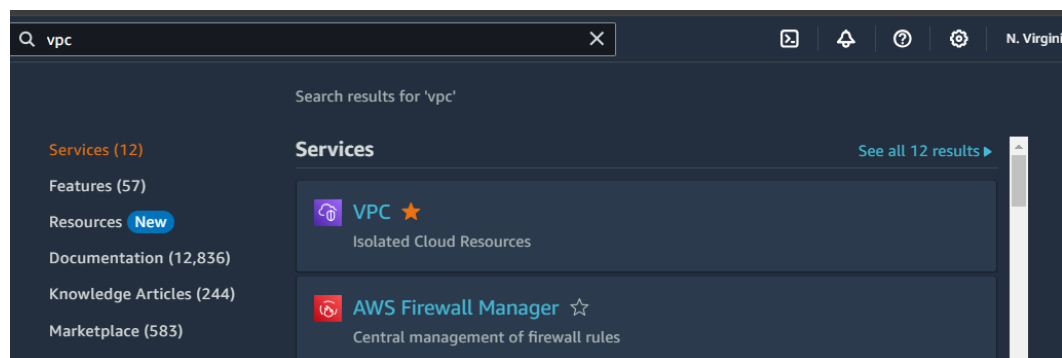 vpc
N. Virgini
Search results for 'vpc'
Services (12)
Features (57)
Resources New
Documentation (12,836)
Knowledge Articles (244)
Marketplace (583)
Services
See all 12 results
VPC
Isolated Cloud Resources
AWS Firewall Manager
Central management of firewall rules